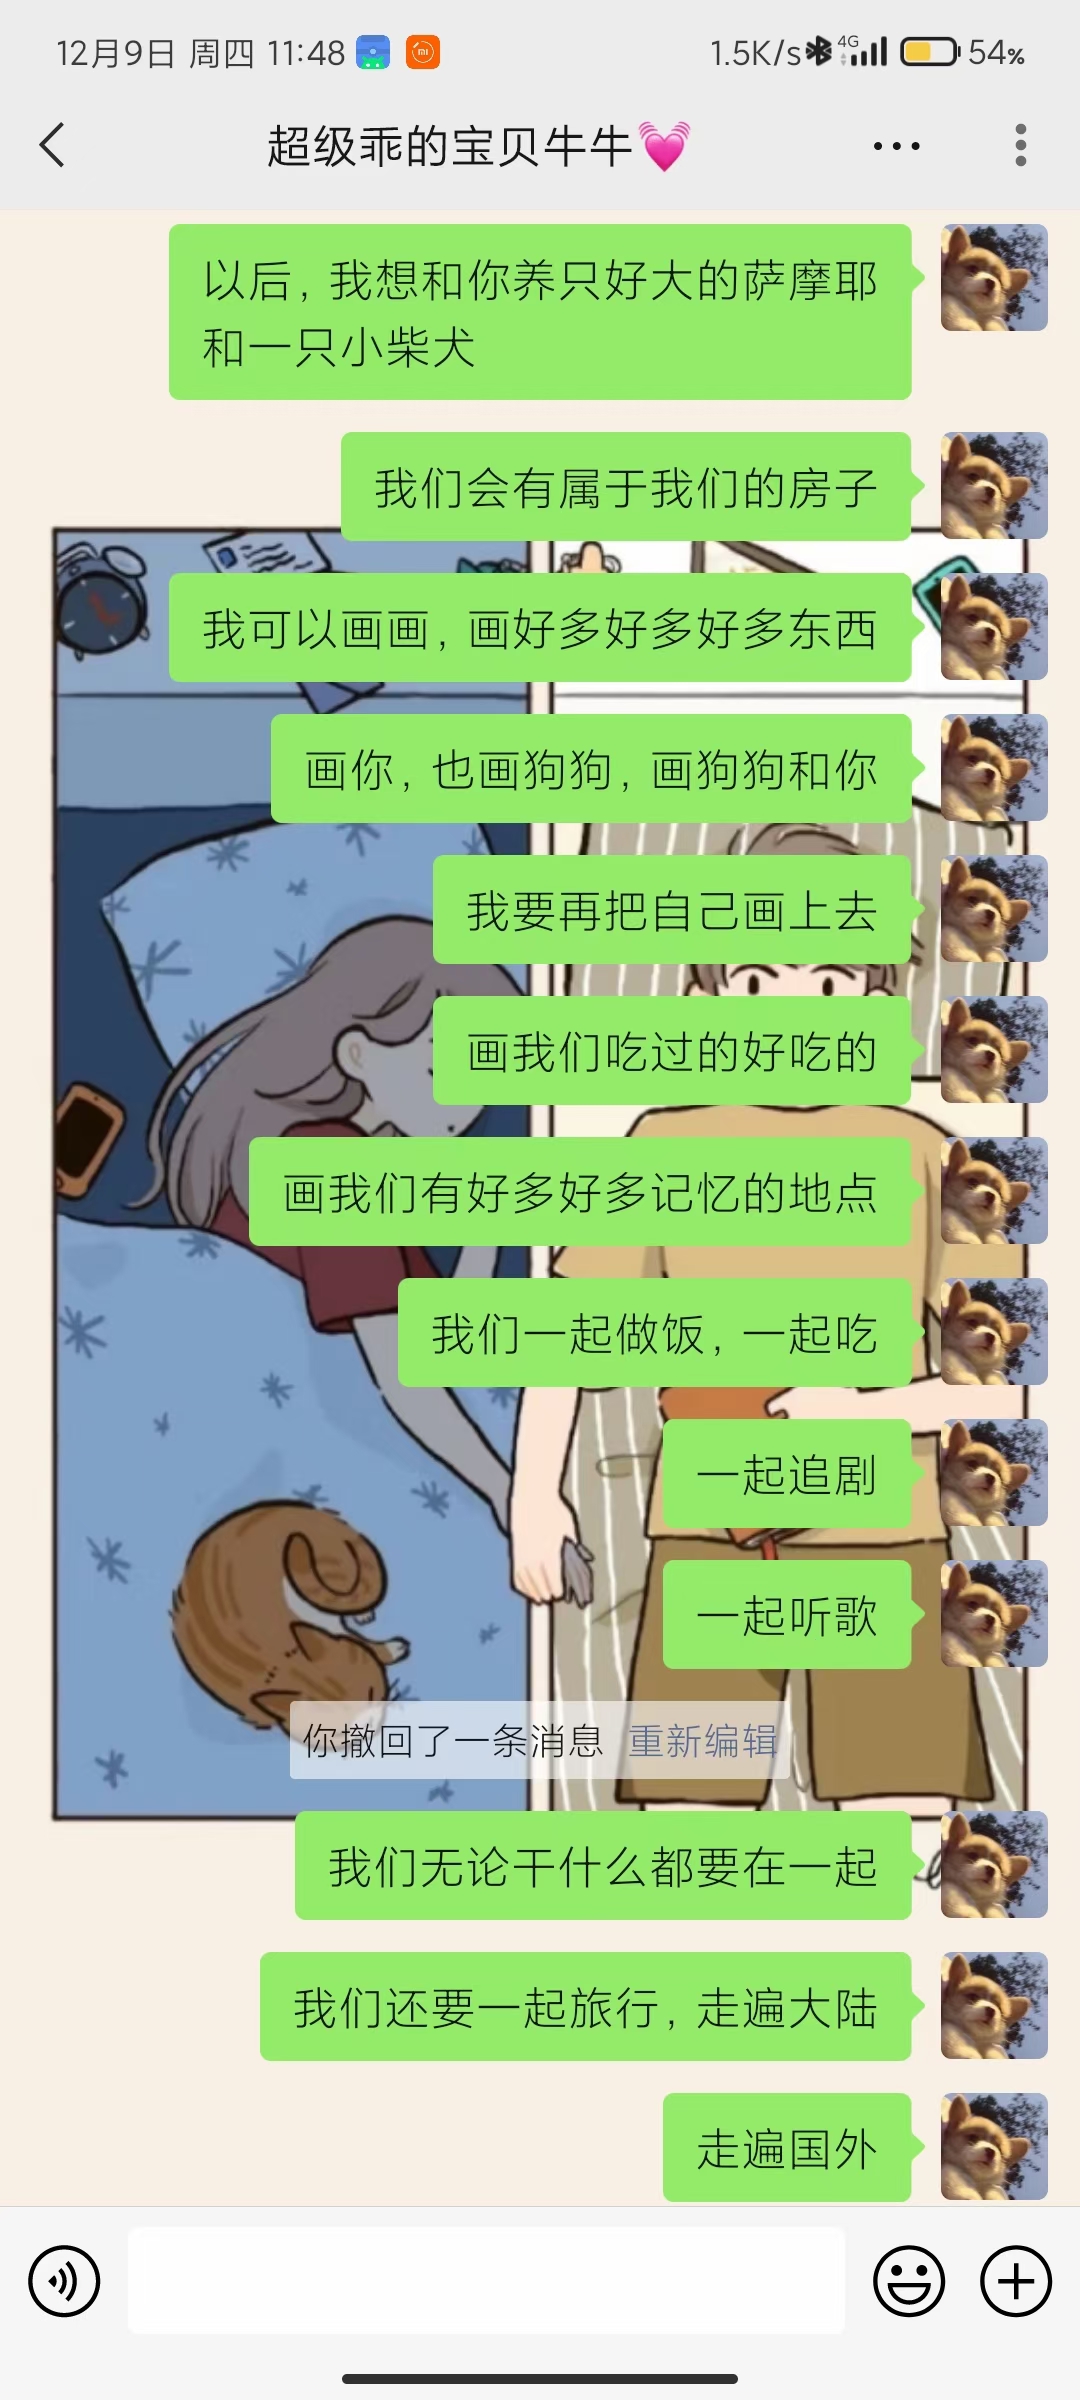 12月9日 周四 11:48
1.5K/s
4G
54%
超级乖的宝贝牛牛
以后，我想和你养只好大的萨摩耶
和一只小柴犬
我们会有属于我们的房子
我可以画画，画好多好多好多东西
画你，也画狗狗，画狗狗和你
我要再把自己画上去
画我们吃过的好吃的
画我们有好多好多记忆的地点
我们一起做饭，一起吃
一起追剧
一起听歌
你撤回了一条消息 重新编辑
我们无论干什么都要在一起
我们还要一起旅行，走遍大陆
走遍国外